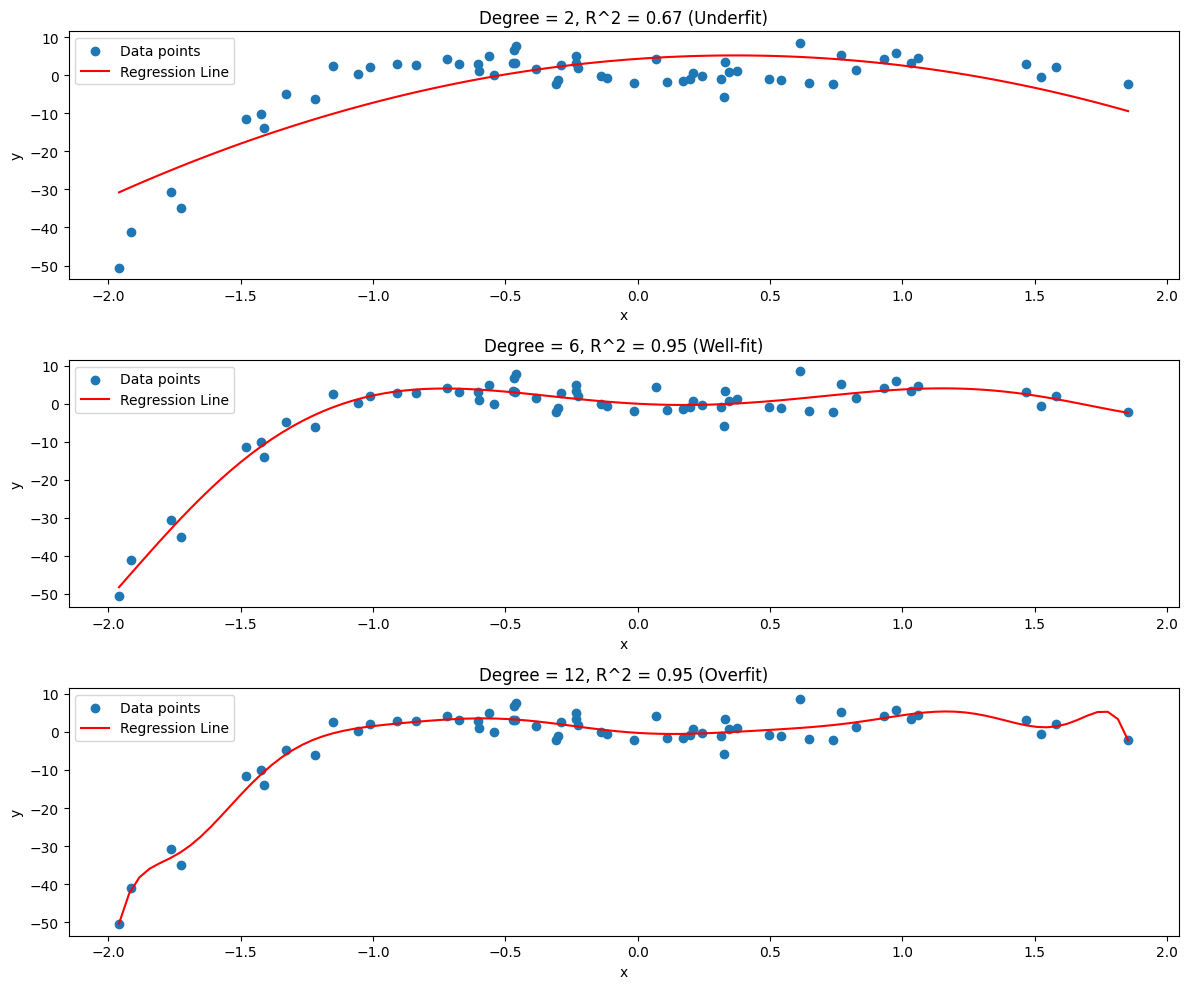 Degree = 2, R^2 = 0.67 (Underfit)
Data points
Regression Line
10
0
−10
−20
−30
−40
−50
y
−2.0 −1.5 −1.0 −0.5 0.0 0.5 1.0 1.5 2.0
x
Degree = 6, R^2 = 0.95 (Well-fit)
Data points
Regression Line
10
0
−10
−20
−30
−40
−50
y
−2.0 −1.5 −1.0 −0.5 0.0 0.5 1.0 1.5 2.0
x
Degree = 12, R^2 = 0.95 (Overfit)
Data points
Regression Line
10
0
−10
−20
−30
−40
−50
y
−2.0 −1.5 −1.0 −0.5 0.0 0.5 1.0 1.5 2.0
x